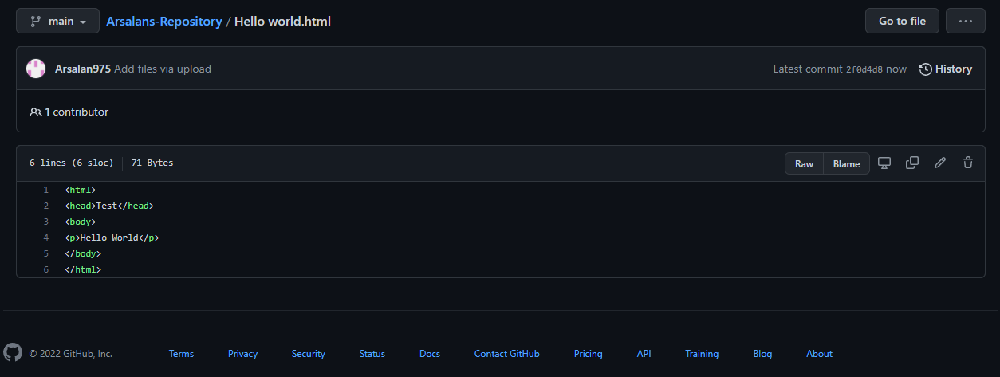 main
Arsalans-Repository / Hello world.html
Go to file
...
Arsalan975 Add files via upload
Latest commit 2f0d4d8 now
History
1 contributor
6 lines (6 sloc)
71 Bytes
Raw
Blame
1 <html>
2 <head>Test</head>
3 <body>
4 <p>Hello World</p>
5 </body>
6 </html>
© 2022 GitHub, Inc.
Terms
Privacy
Security
Status
Docs
Contact GitHub
Pricing
API
Training
Blog
About